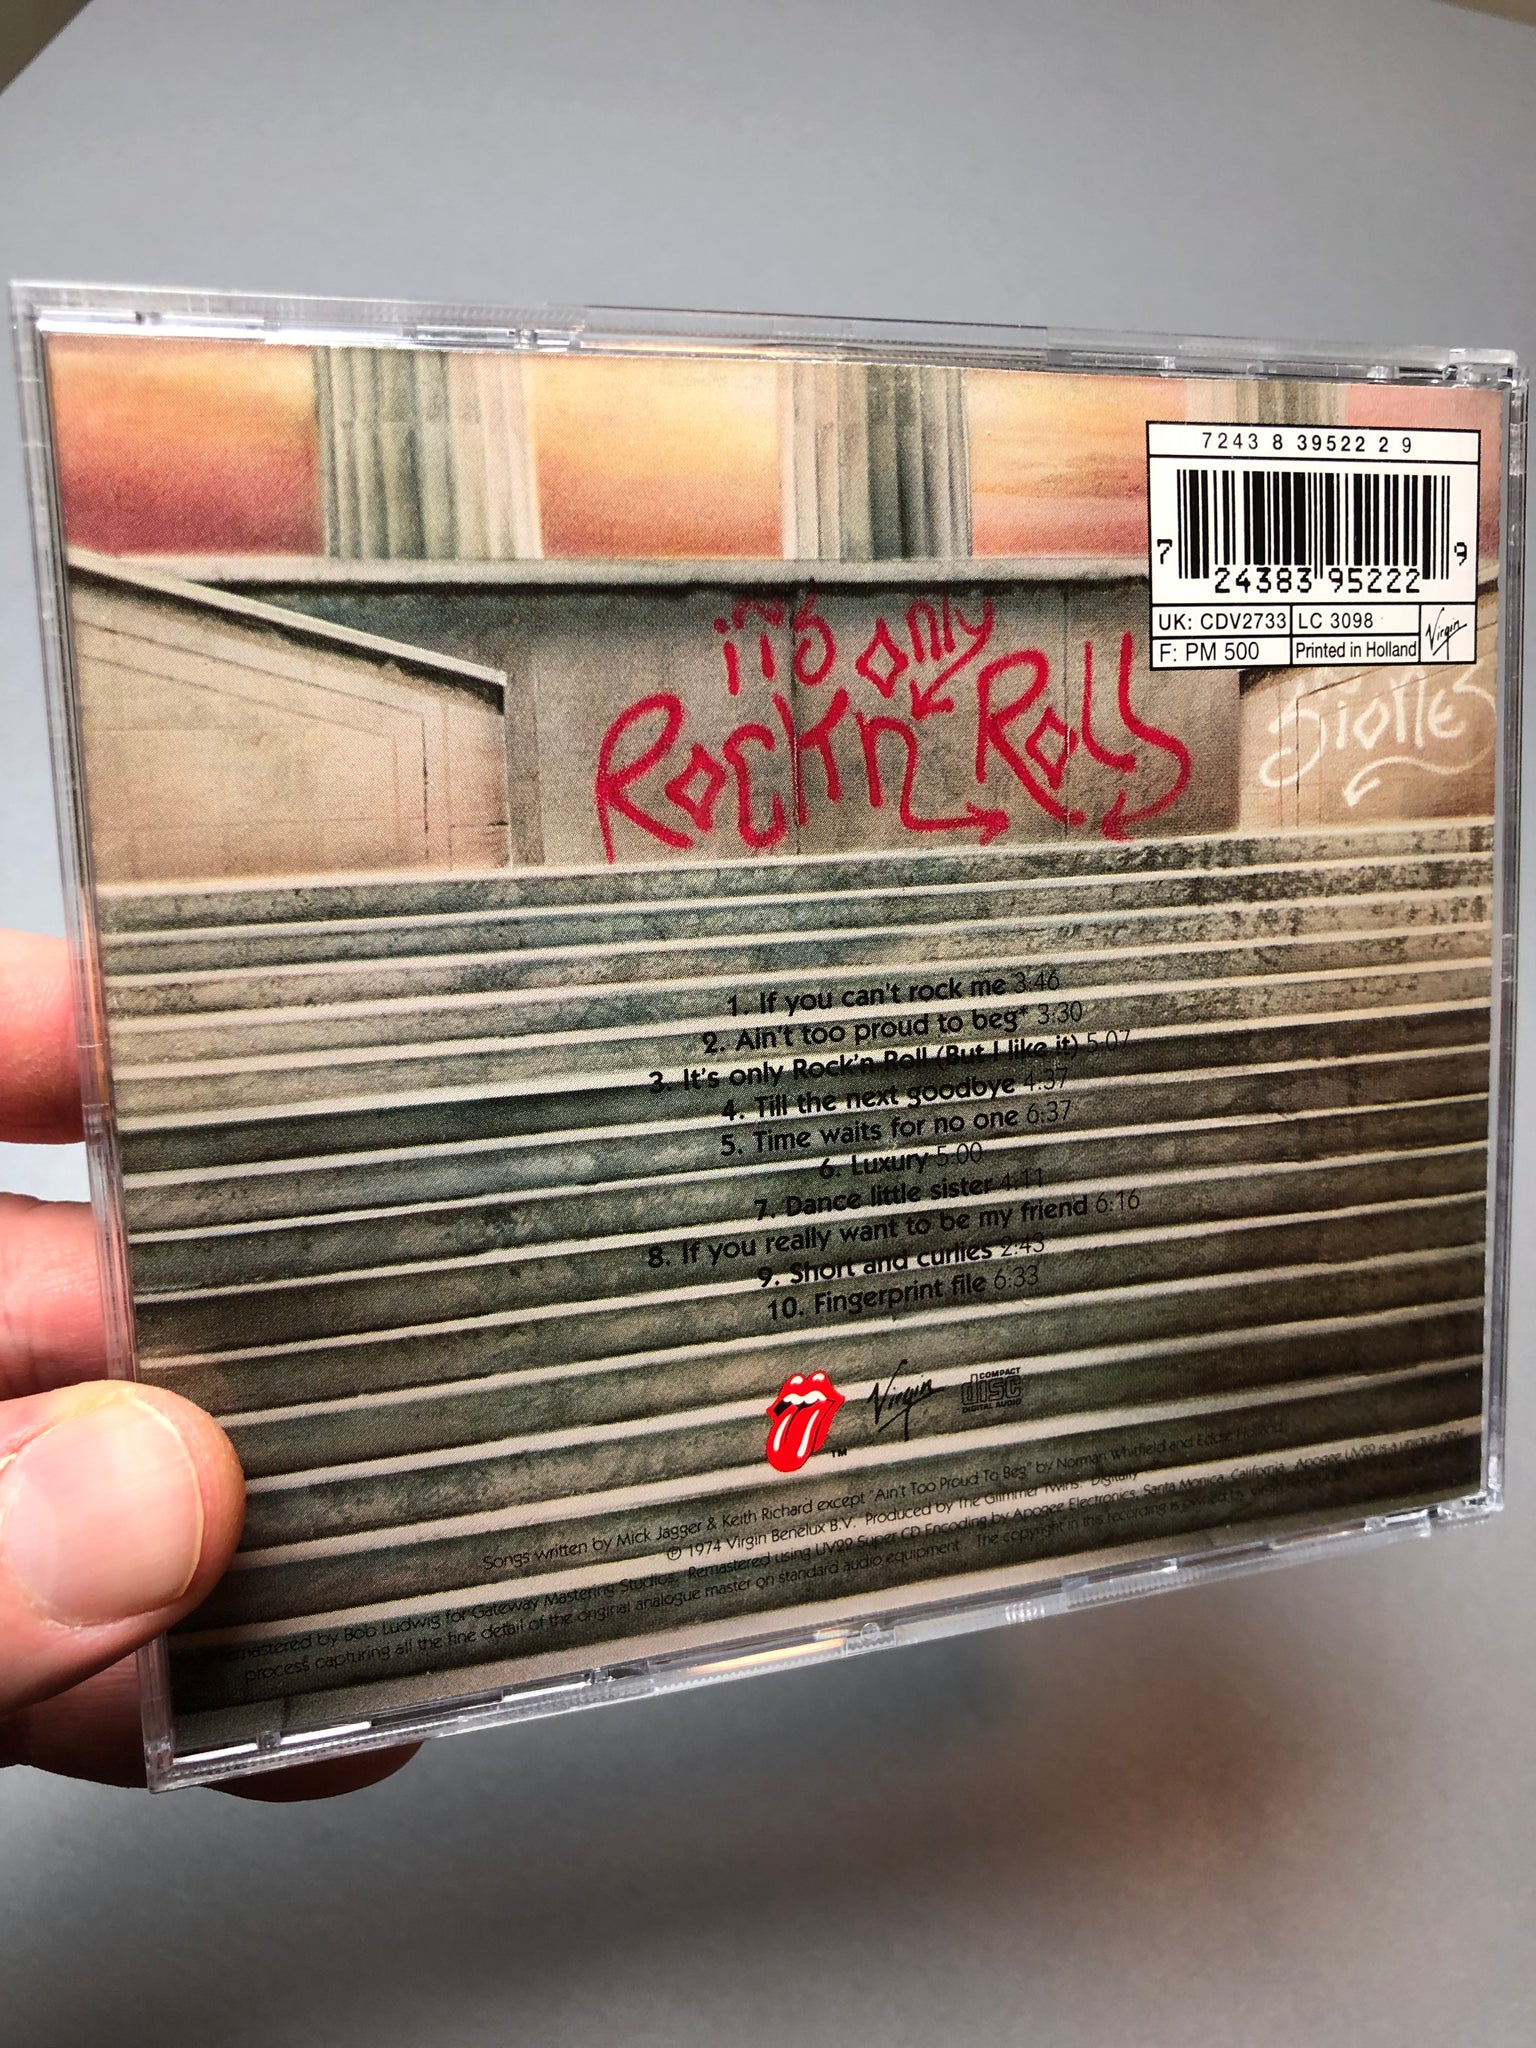 7243 8 39522 2 9
7 24383 95222 9
UK: CDV2733 LC 3098
F: PM 500 Printed in Holland Virgin
it's only
Rock'n Roll
Stones
1. If you can't rock me 3:46
2. Ain't too proud to beg* 3:30
3. It's only Rock'n Roll (But I like it) 5:07
4. Till the next goodbye 4:37
5. Time waits for no one 6:37
6. Luxury 5:00
7. Dance little sister 4:11
8. If you really want to be my friend 6:16
9. Short and curlies 2:43
10. Fingerprint file 6:33
TM Virgin COMPACT disc DIGITAL AUDIO
Songs written by Mick Jagger & Keith Richard except "Ain't Too Proud To Beg" by Norman Whitfield and Eddie Holland
℗ 1974 Virgin Benelux B.V. Produced by The Glimmer Twins. Digitally
remastered by Bob Ludwig for Gateway Mastering Studios. Remastered using UV22 Super CD Encoding by Apogee Electronics, Santa Monica, California. Apogee UV22 is a unique new
process capturing all the fine detail of the original analogue master on standard audio equipment. The copyright in this recording is owned by Virgin